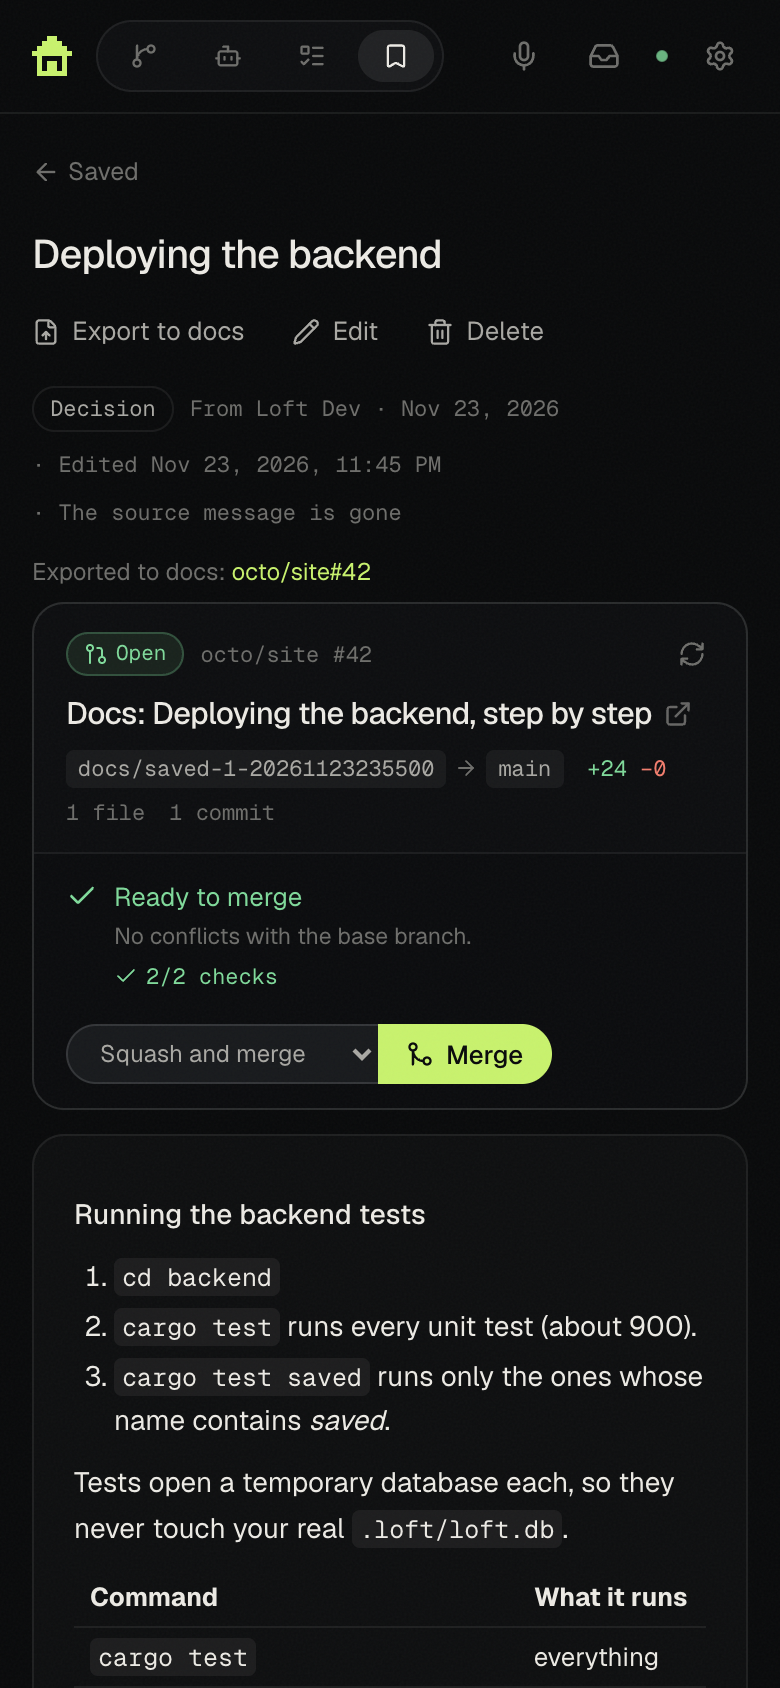 Saved
Deploying the backend
Export to docs Edit Delete
Decision From Loft Dev · Nov 23, 2026
· Edited Nov 23, 2026, 11:45 PM
· The source message is gone
Exported to docs: octo/site#42
Open octo/site #42
Docs: Deploying the backend, step by step
docs/saved-1-20261123235500 → main +24 −0
1 file 1 commit
Ready to merge
No conflicts with the base branch.
2/2 checks
Squash and merge Merge
Running the backend tests
1. cd backend
2. cargo test runs every unit test (about 900).
3. cargo test saved runs only the ones whose
name contains saved.
Tests open a temporary database each, so they
never touch your real .loft/loft.db.
Command What it runs
cargo test everything